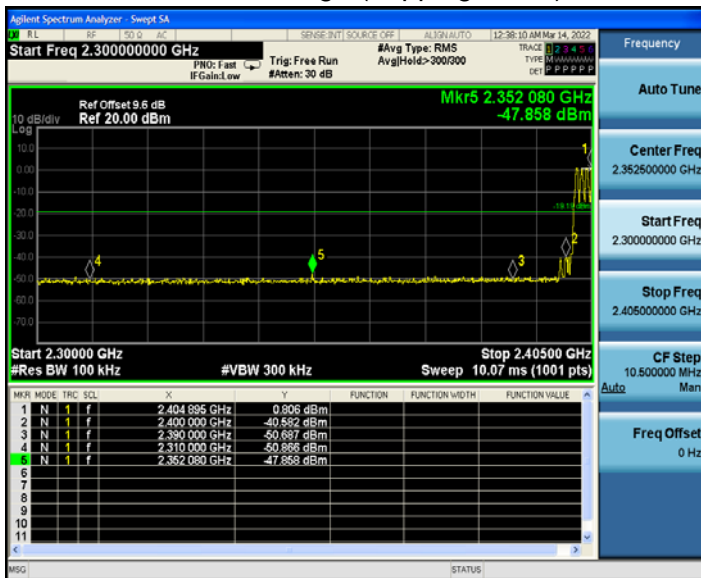 Agilent Spectrum Analyzer - Swept SA
RL RF 50 Ω AC SENSE:INT SOURCE OFF ALIGN AUTO 12:38:10 AM Mar 14, 2022
Start Freq 2.300000000 GHz
PNO: Fast
IFGain:Low
Trig: Free Run
#Atten: 30 dB
#Avg Type: RMS
Avg|Hold:>300/300
TRACE 1 2 3 4 5 6
TYPE M
DET P P P P P P
Frequency
Auto Tune
Center Freq
2.352500000 GHz
Start Freq
2.300000000 GHz
Stop Freq
2.405000000 GHz
CF Step
10.500000 MHz
Auto Man
Freq Offset
0 Hz
Mkr5 2.352 080 GHz
-47.858 dBm
Ref Offset 9.6 dB
10 dB/div Ref 20.00 dBm
Log
10.0
0.00
-10.0
-20.0
-30.0
-40.0
-50.0
-60.0
-70.0
1
-19.19 dBm
2
3
4
5
Start 2.30000 GHz Stop 2.40500 GHz
#Res BW 100 kHz #VBW 300 kHz Sweep 10.07 ms (1001 pts)
MKR MODE TRC SCL X Y FUNCTION FUNCTION WIDTH FUNCTION VALUE
1 N 1 f 2.404 895 GHz 0.806 dBm
2 N 1 f 2.400 000 GHz -40.582 dBm
3 N 1 f 2.390 000 GHz -50.687 dBm
4 N 1 f 2.310 000 GHz -50.866 dBm
5 N 1 f 2.352 080 GHz -47.858 dBm
6
7
8
9
10
11
MSG STATUS